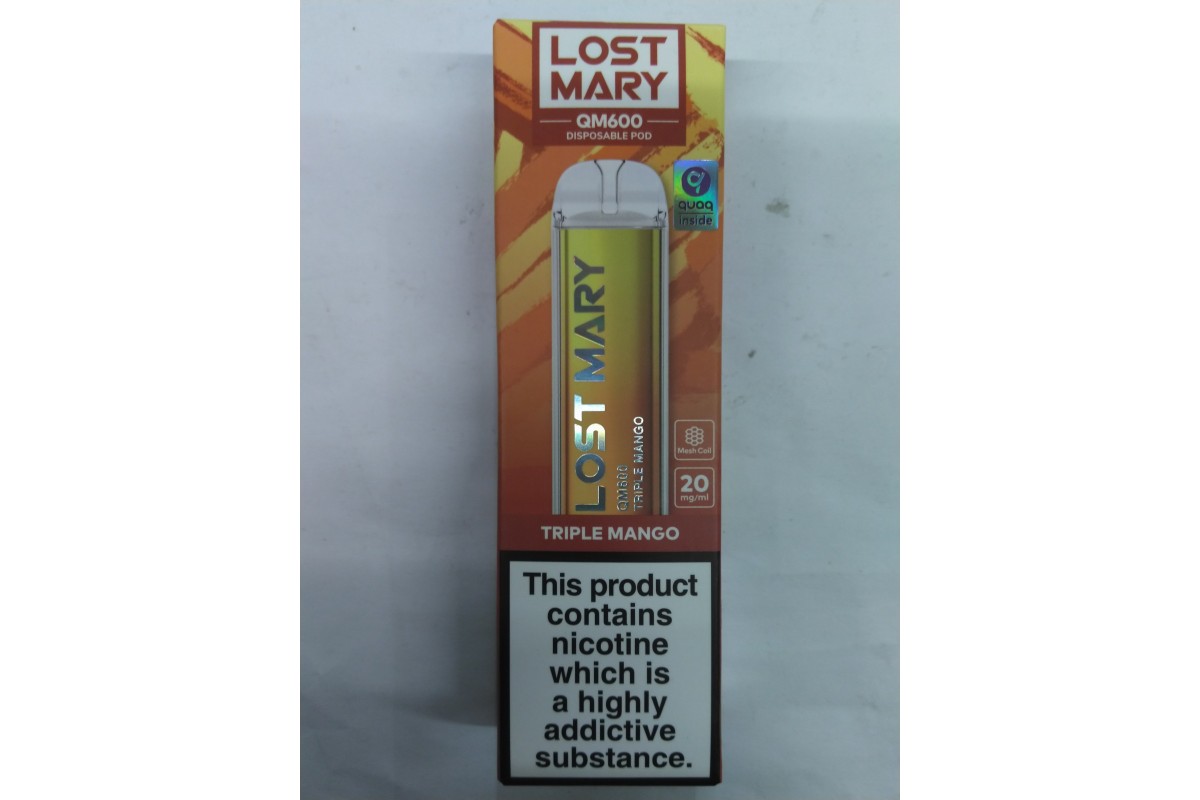 LOST
MARY
QM600
DISPOSABLE POD
quaq
inside
LOST MARY
QM600
TRIPLE MANGO
Mesh Coil
20
mg/ml
TRIPLE MANGO
This product
contains
nicotine
which is
a highly
addictive
substance.